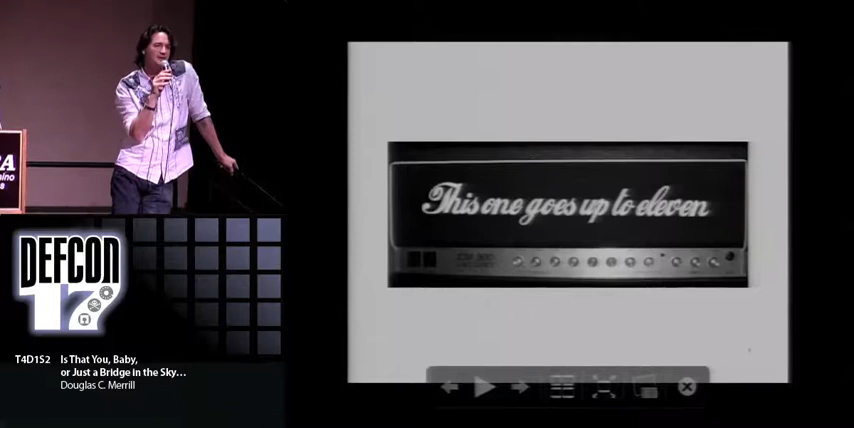 This one goes up to eleven
DEFCON
17
T4D1S2
Is That You, Baby,
or Just a Bridge in the Sky...
Douglas C. Merrill